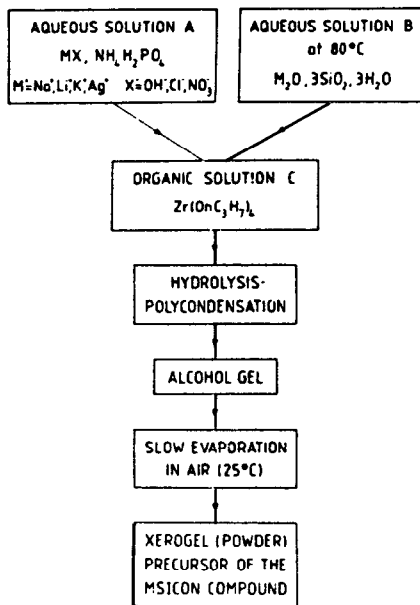 AQUEOUS SOLUTION A
MX, NH₄H₂PO₄
M⁺=Na⁺,Li⁺,K⁺,Ag⁺ X=OH⁻,Cl⁻,NO₃⁻
AQUEOUS SOLUTION B
at 80°C
M₂O, 3SiO₂, 3H₂O
ORGANIC SOLUTION C
Zr(OnC₃H₇)₄
HYDROLYSIS-
POLYCONDENSATION
ALCOHOL GEL
SLOW EVAPORATION
IN AIR (25°C)
XEROGEL (POWDER)
PRECURSOR OF THE
MSICON COMPOUND